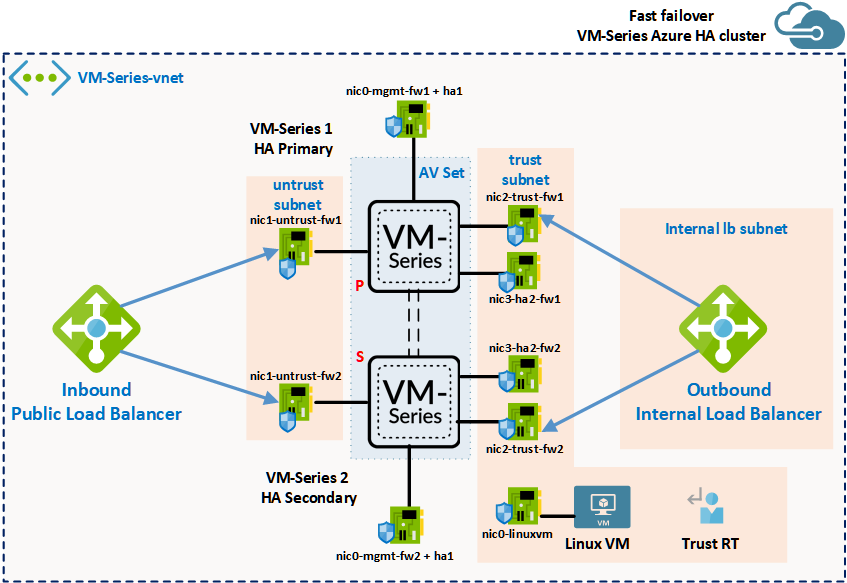 Fast failover
VM-Series Azure HA cluster
VM-Series-vnet
nic0-mgmt-fw1 + ha1
VM-Series 1
HA Primary
AV Set
trust
subnet
untrust
subnet
nic2-trust-fw1
nic1-untrust-fw1
Internal lb subnet
VM-
Series
P
nic3-ha2-fw1
S
nic3-ha2-fw2
nic1-untrust-fw2
VM-
Series
Inbound
Public Load Balancer
Outbound
Internal Load Balancer
nic2-trust-fw2
VM-Series 2
HA Secondary
nic0-linuxvm
VM
Linux VM
Trust RT
nic0-mgmt-fw2 + ha1